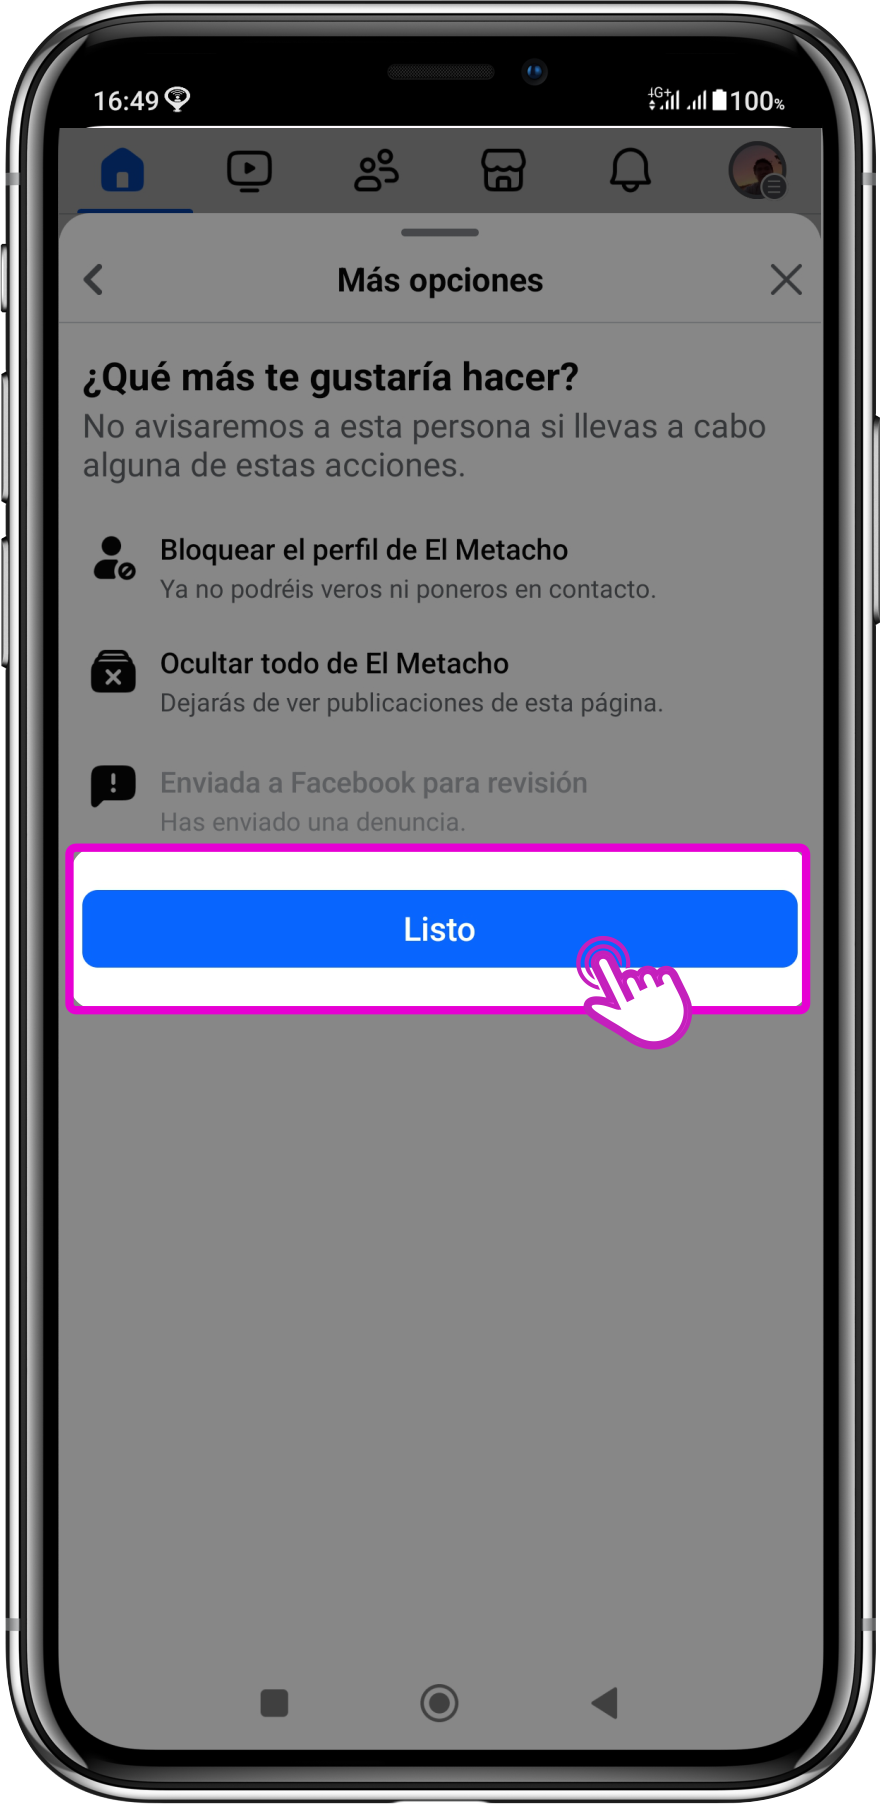 16:49 4G+ 100%
Más opciones
¿Qué más te gustaría hacer?
No avisaremos a esta persona si llevas a cabo
alguna de estas acciones.
Bloquear el perfil de El Metacho
Ya no podréis veros ni poneros en contacto.
Ocultar todo de El Metacho
Dejarás de ver publicaciones de esta página.
Enviada a Facebook para revisión
Has enviado una denuncia.
Listo